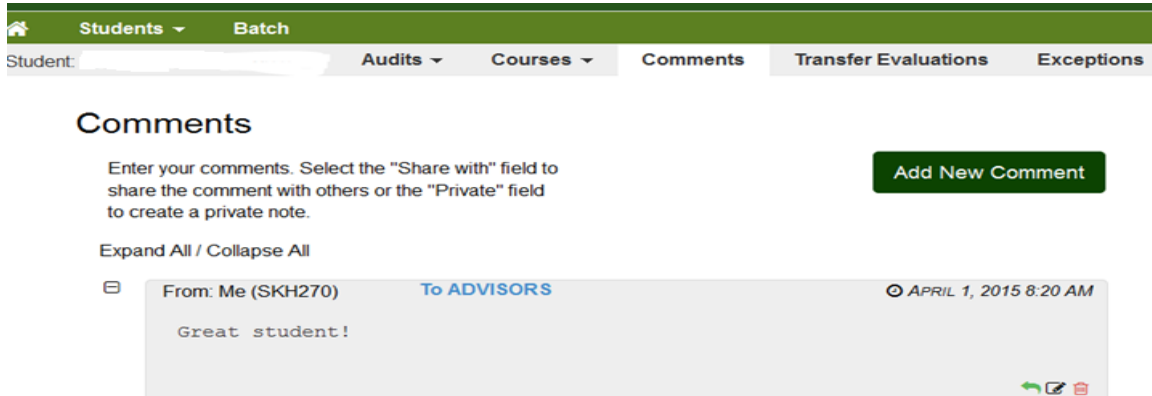 Students Batch
Student: Audits Courses Comments Transfer Evaluations Exceptions
Comments
Enter your comments. Select the "Share with" field to
share the comment with others or the "Private" field
to create a private note.
Add New Comment
Expand All / Collapse All
From: Me (SKH270) To ADVISORS APRIL 1, 2015 8:20 AM
Great student!